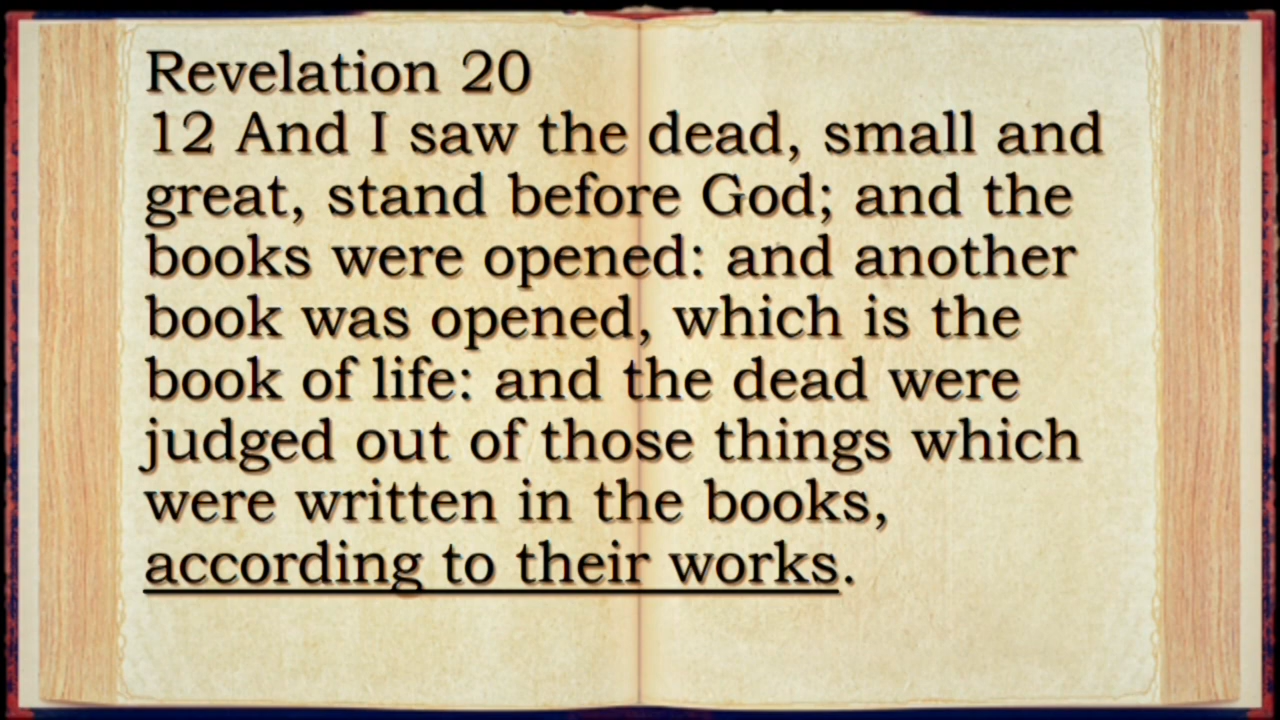 Revelation 20
12 And I saw the dead, small and
great, stand before God; and the
books were opened: and another
book was opened, which is the
book of life: and the dead were
judged out of those things which
were written in the books,
according to their works.